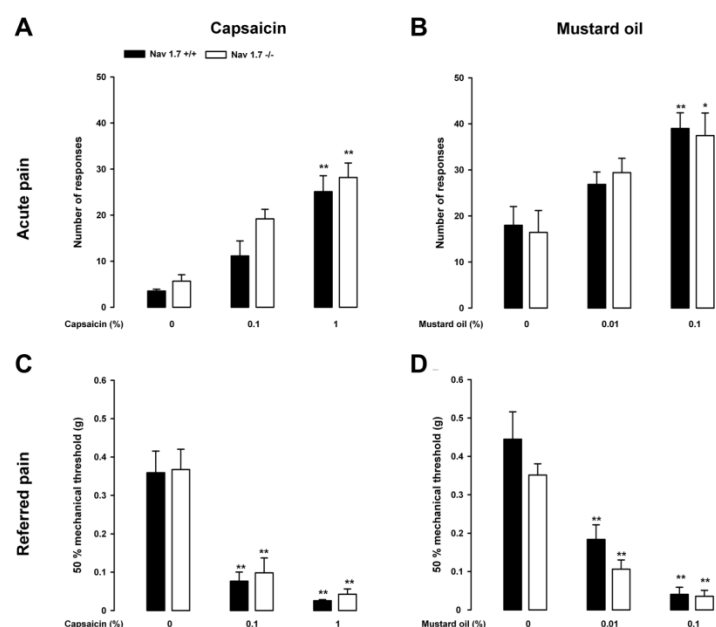 A
Capsaicin
B
Mustard oil
Nav 1.7 +/+
Nav 1.7 -/-
Acute pain
Number of responses
50
40
30
20
10
0
**
**
Capsaicin (%)
0
0.1
1
Number of responses
50
40
30
20
10
0
**
*
Mustard oil (%)
0
0.01
0.1
C
D
Referred pain
50 % mechanical threshold (g)
0.6
0.5
0.4
0.3
0.2
0.1
0
**
**
**
**
Capsaicin (%)
0
0.1
1
50 % mechanical threshold (g)
0.6
0.5
0.4
0.3
0.2
0.1
0
**
**
**
**
Mustard oil (%)
0
0.01
0.1